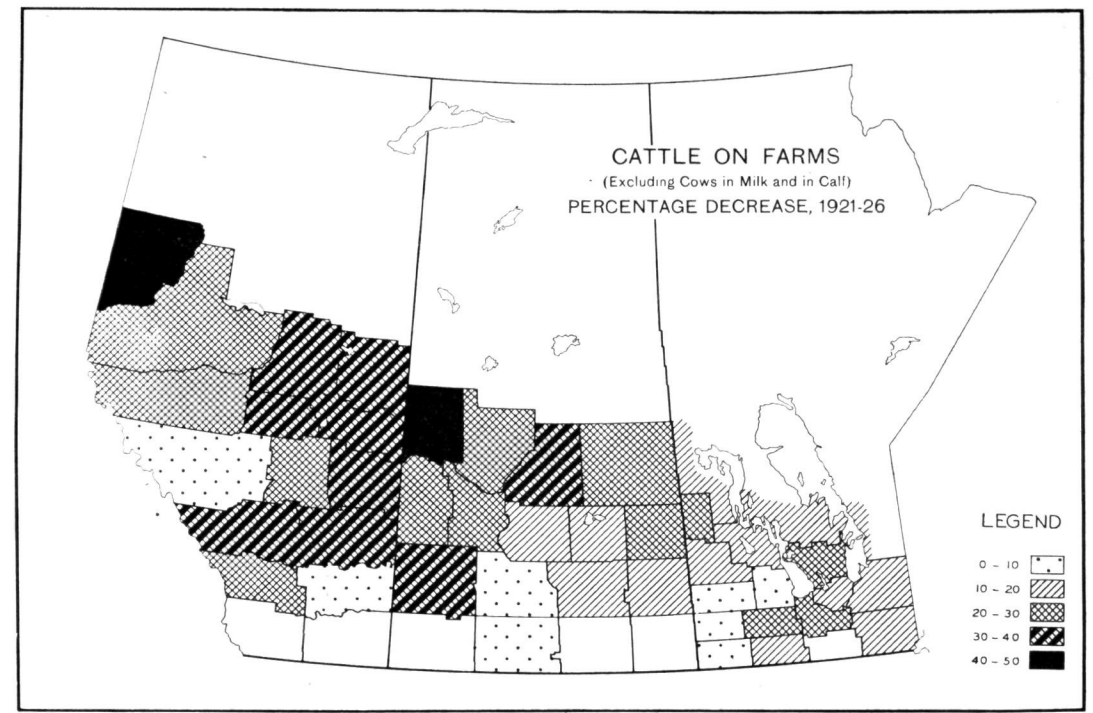 CATTLE ON FARMS
(Excluding Cows in Milk and in Calf)
PERCENTAGE DECREASE, 1921-26
LEGEND
0 - 10
10 - 20
20 - 30
30 - 40
40 - 50